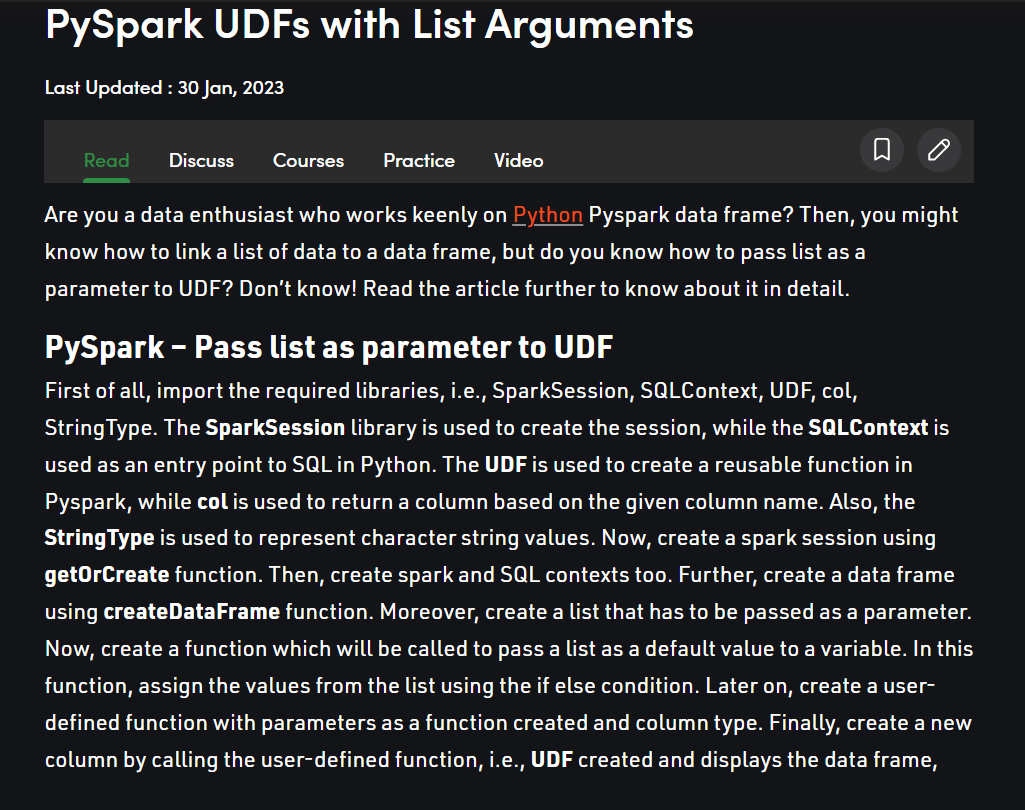 PySpark UDFs with List Arguments
Last Updated : 30 Jan, 2023
Read Discuss Courses Practice Video
Are you a data enthusiast who works keenly on Python Pyspark data frame? Then, you might
know how to link a list of data to a data frame, but do you know how to pass list as a
parameter to UDF? Don’t know! Read the article further to know about it in detail.
PySpark – Pass list as parameter to UDF
First of all, import the required libraries, i.e., SparkSession, SQLContext, UDF, col,
StringType. The SparkSession library is used to create the session, while the SQLContext is
used as an entry point to SQL in Python. The UDF is used to create a reusable function in
Pyspark, while col is used to return a column based on the given column name. Also, the
StringType is used to represent character string values. Now, create a spark session using
getOrCreate function. Then, create spark and SQL contexts too. Further, create a data frame
using createDataFrame function. Moreover, create a list that has to be passed as a parameter.
Now, create a function which will be called to pass a list as a default value to a variable. In this
function, assign the values from the list using the if else condition. Later on, create a user-
defined function with parameters as a function created and column type. Finally, create a new
column by calling the user-defined function, i.e., UDF created and displays the data frame,